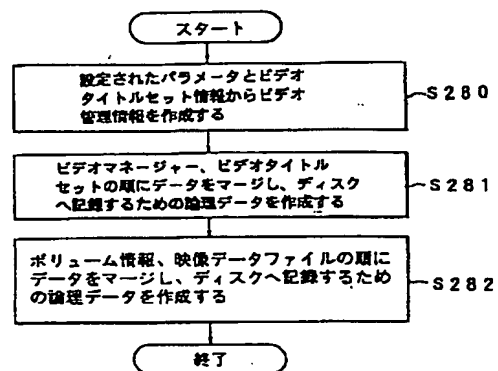 スタート
設定されたパラメータとビデオ
タイトルセット情報からビデオ
管理情報を作成する
S280
ビデオマネージャー、ビデオタイトル
セットの順にデータをマージし、ディスク
へ記録するための論理データを作成する
S281
ボリューム情報、映像データファイルの順に
データをマージし、ディスクへ記録するため
の論理データを作成する
S282
終了